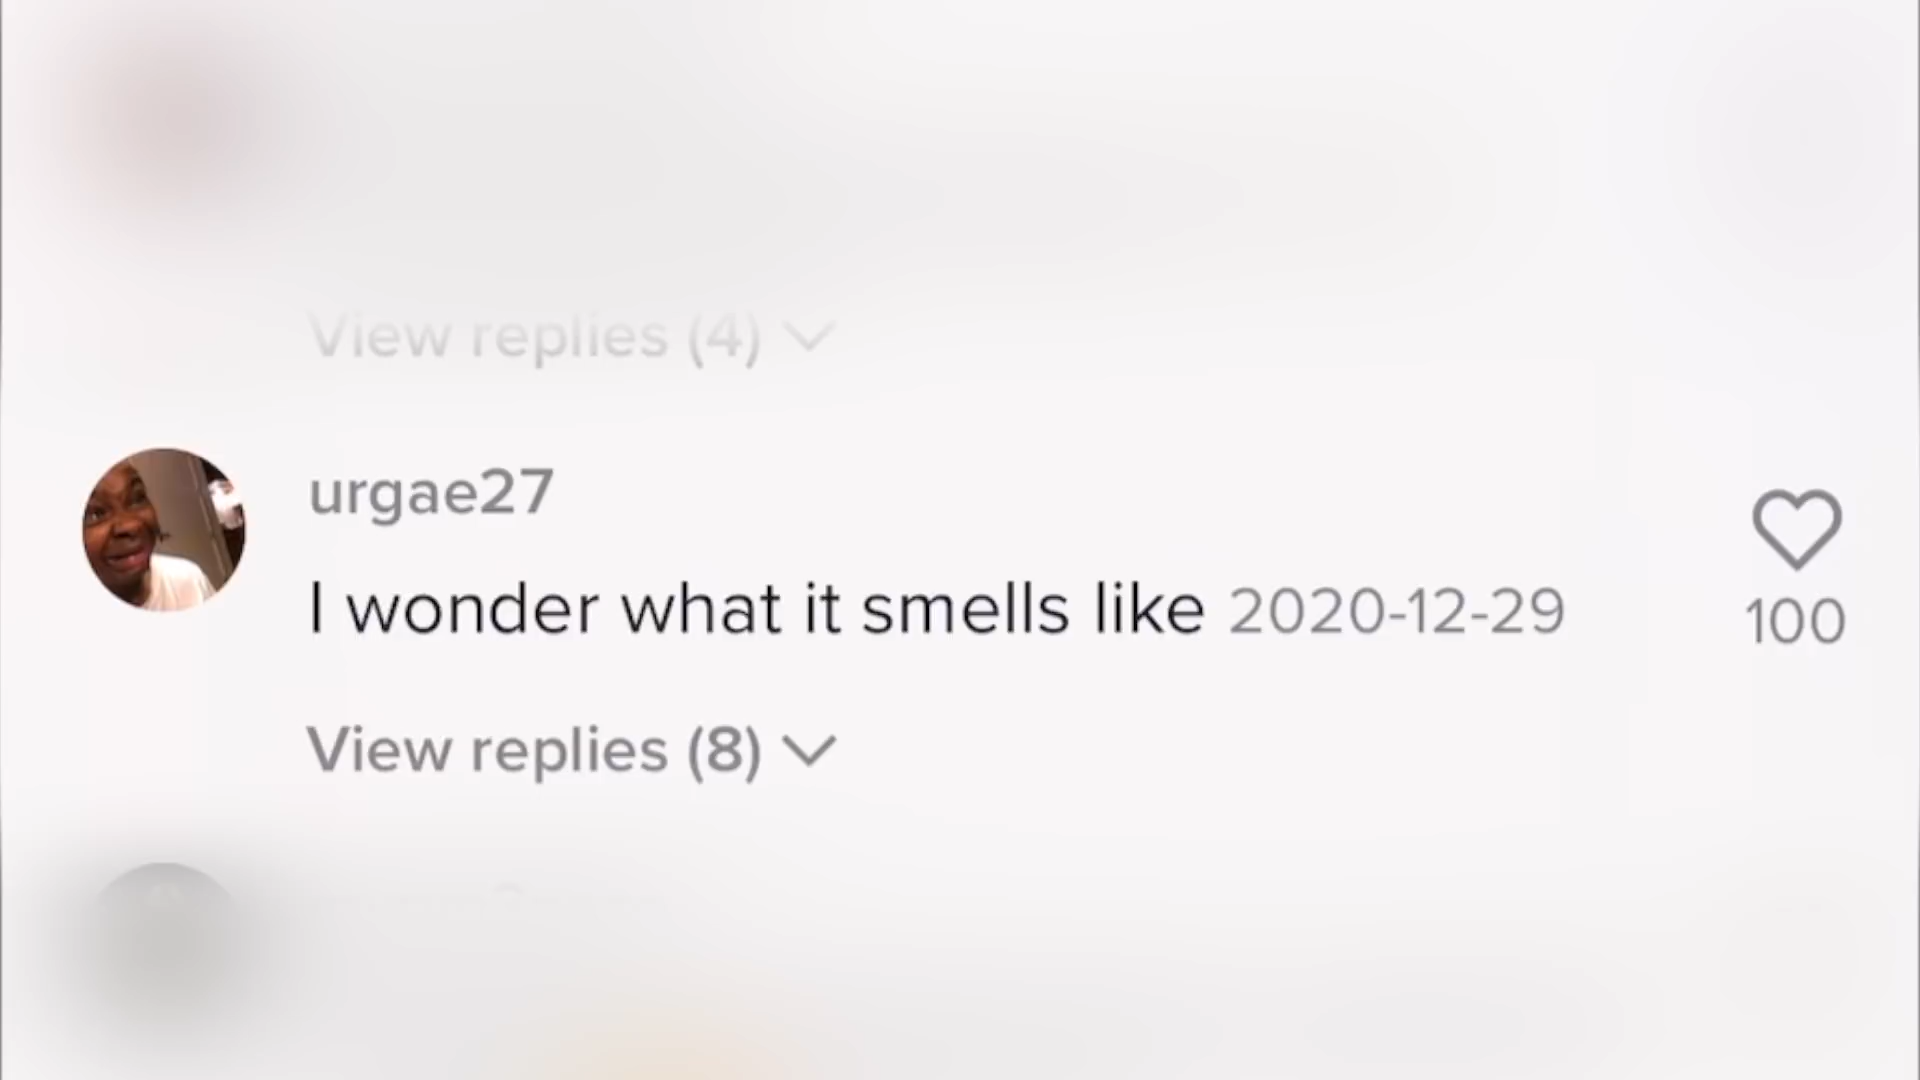 View replies (4)
urgae27
I wonder what it smells like 2020-12-29
100
View replies (8)